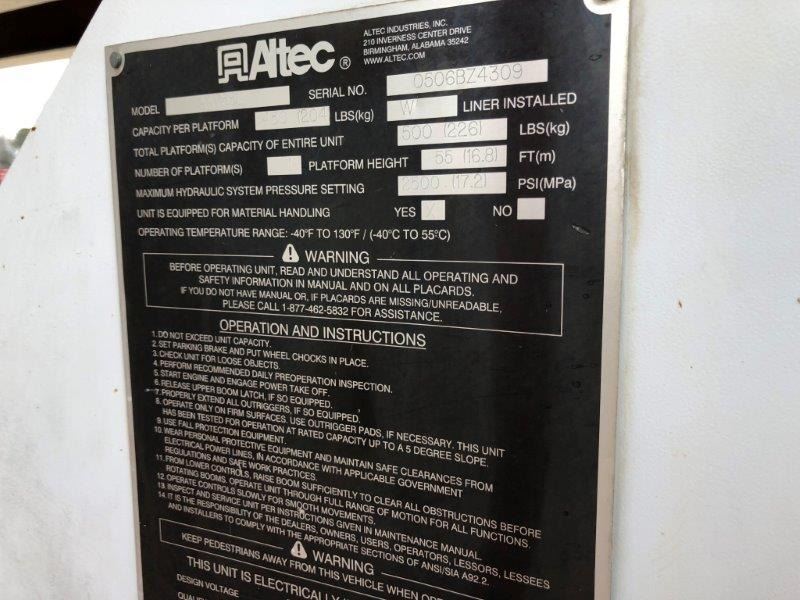 Altec ®
ALTEC INDUSTRIES, INC.
210 INVERNESS CENTER DRIVE
BIRMINGHAM, ALABAMA 35242
WWW.ALTEC.COM
MODEL SERIAL NO. 0506BZ4309
CAPACITY PER PLATFORM (204) LBS(kg) W LINER INSTALLED
TOTAL PLATFORM(S) CAPACITY OF ENTIRE UNIT 500 (226) LBS(kg)
NUMBER OF PLATFORM(S) PLATFORM HEIGHT 55 (16.8) FT(m)
MAXIMUM HYDRAULIC SYSTEM PRESSURE SETTING 2500 (17.2) PSI(MPa)
UNIT IS EQUIPPED FOR MATERIAL HANDLING YES X NO
OPERATING TEMPERATURE RANGE: -40°F TO 130°F / (-40°C TO 55°C)
WARNING
BEFORE OPERATING UNIT, READ AND UNDERSTAND ALL OPERATING AND
SAFETY INFORMATION IN MANUAL AND ON ALL PLACARDS.
IF YOU DO NOT HAVE MANUAL OR, IF PLACARDS ARE MISSING/UNREADABLE,
PLEASE CALL 1-877-462-5832 FOR ASSISTANCE.
OPERATION AND INSTRUCTIONS
1. DO NOT EXCEED UNIT CAPACITY.
2. SET PARKING BRAKE AND PUT WHEEL CHOCKS IN PLACE.
3. CHECK UNIT FOR LOOSE OBJECTS.
4. PERFORM RECOMMENDED DAILY PREOPERATION INSPECTION.
5. START ENGINE AND ENGAGE POWER TAKE OFF.
6. RELEASE UPPER BOOM LATCH, IF SO EQUIPPED.
7. PROPERLY EXTEND ALL OUTRIGGERS, IF SO EQUIPPED.
8. OPERATE ONLY ON FIRM SURFACES. USE OUTRIGGER PADS, IF NECESSARY. THIS UNIT
HAS BEEN TESTED FOR OPERATION AT RATED CAPACITY UP TO A 5 DEGREE SLOPE.
9. USE FALL PROTECTION EQUIPMENT.
10. WEAR PERSONAL PROTECTIVE EQUIPMENT AND MAINTAIN SAFE CLEARANCES FROM
ELECTRICAL POWER LINES, IN ACCORDANCE WITH APPLICABLE GOVERNMENT
REGULATIONS AND SAFE WORK PRACTICES.
11. FROM LOWER CONTROLS, RAISE BOOM SUFFICIENTLY TO CLEAR ALL OBSTRUCTIONS BEFORE
ROTATING BOOMS. OPERATE UNIT THROUGH FULL RANGE OF MOTION FOR ALL FUNCTIONS.
12. OPERATE CONTROLS SLOWLY FOR SMOOTH MOVEMENTS.
13. INSPECT AND SERVICE UNIT PER INSTRUCTIONS GIVEN IN MAINTENANCE MANUAL.
14. IT IS THE RESPONSIBILITY OF THE DEALERS, OWNERS, USERS, OPERATORS, LESSORS, LESSEES
AND INSTALLERS TO COMPLY WITH THE APPROPRIATE SECTIONS OF ANSI/SIA A92.2.
WARNING
KEEP PEDESTRIANS AWAY FROM THIS VEHICLE WHEN
THIS UNIT IS ELECTRICALLY
DESIGN VOLTAGE